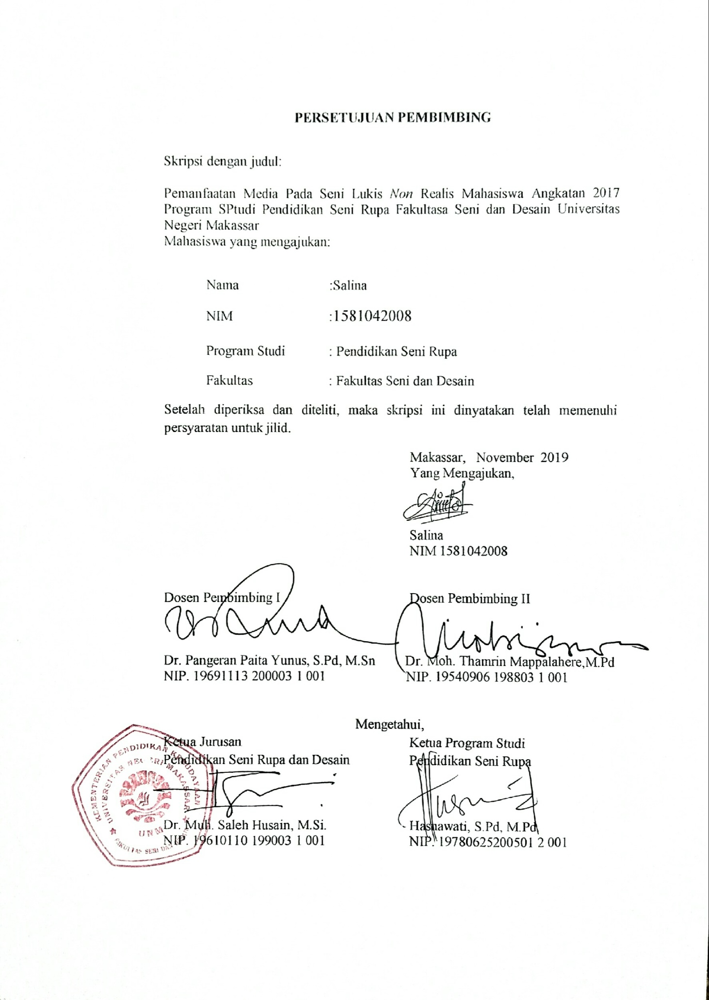 PERSETUJUAN PEMBIMBING
Skripsi dengan judul:
Pemanfaatan Media Pada Seni Lukis Non Realis Mahasiswa Angkatan 2017
Program SPtudi Pendidikan Seni Rupa Fakultasa Seni dan Desain Universitas
Negeri Makassar
Mahasiswa yang mengajukan:
Nama :Salina
NIM :1581042008
Program Studi : Pendidikan Seni Rupa
Fakultas : Fakultas Seni dan Desain
Setelah diperiksa dan diteliti, maka skripsi ini dinyatakan telah memenuhi
persyaratan untuk jilid.
Makassar, November 2019
Yang Mengajukan,
Salina
NIM 1581042008
Dosen Pembimbing I Dosen Pembimbing II
Dr. Pangeran Paita Yunus, S.Pd, M.Sn Dr. Moh. Thamrin Mappalahere,M.Pd
NIP. 19691113 200003 1 001 NIP. 19540906 198803 1 001
Mengetahui,
Ketua Jurusan Ketua Program Studi
Pendidikan Seni Rupa dan Desain Pendidikan Seni Rupa
Dr. Muh. Saleh Husain, M.Si. Hasnawati, S.Pd, M.Pd
NIP. 19610110 199003 1 001 NIP. 19780625200501 2 001
KEMENTERIAN PENDIDIKAN KEBUDAYAAN
UNIVERSITAS NEGERI MAKASSAR
UNM
FAKULTAS SENI DAN